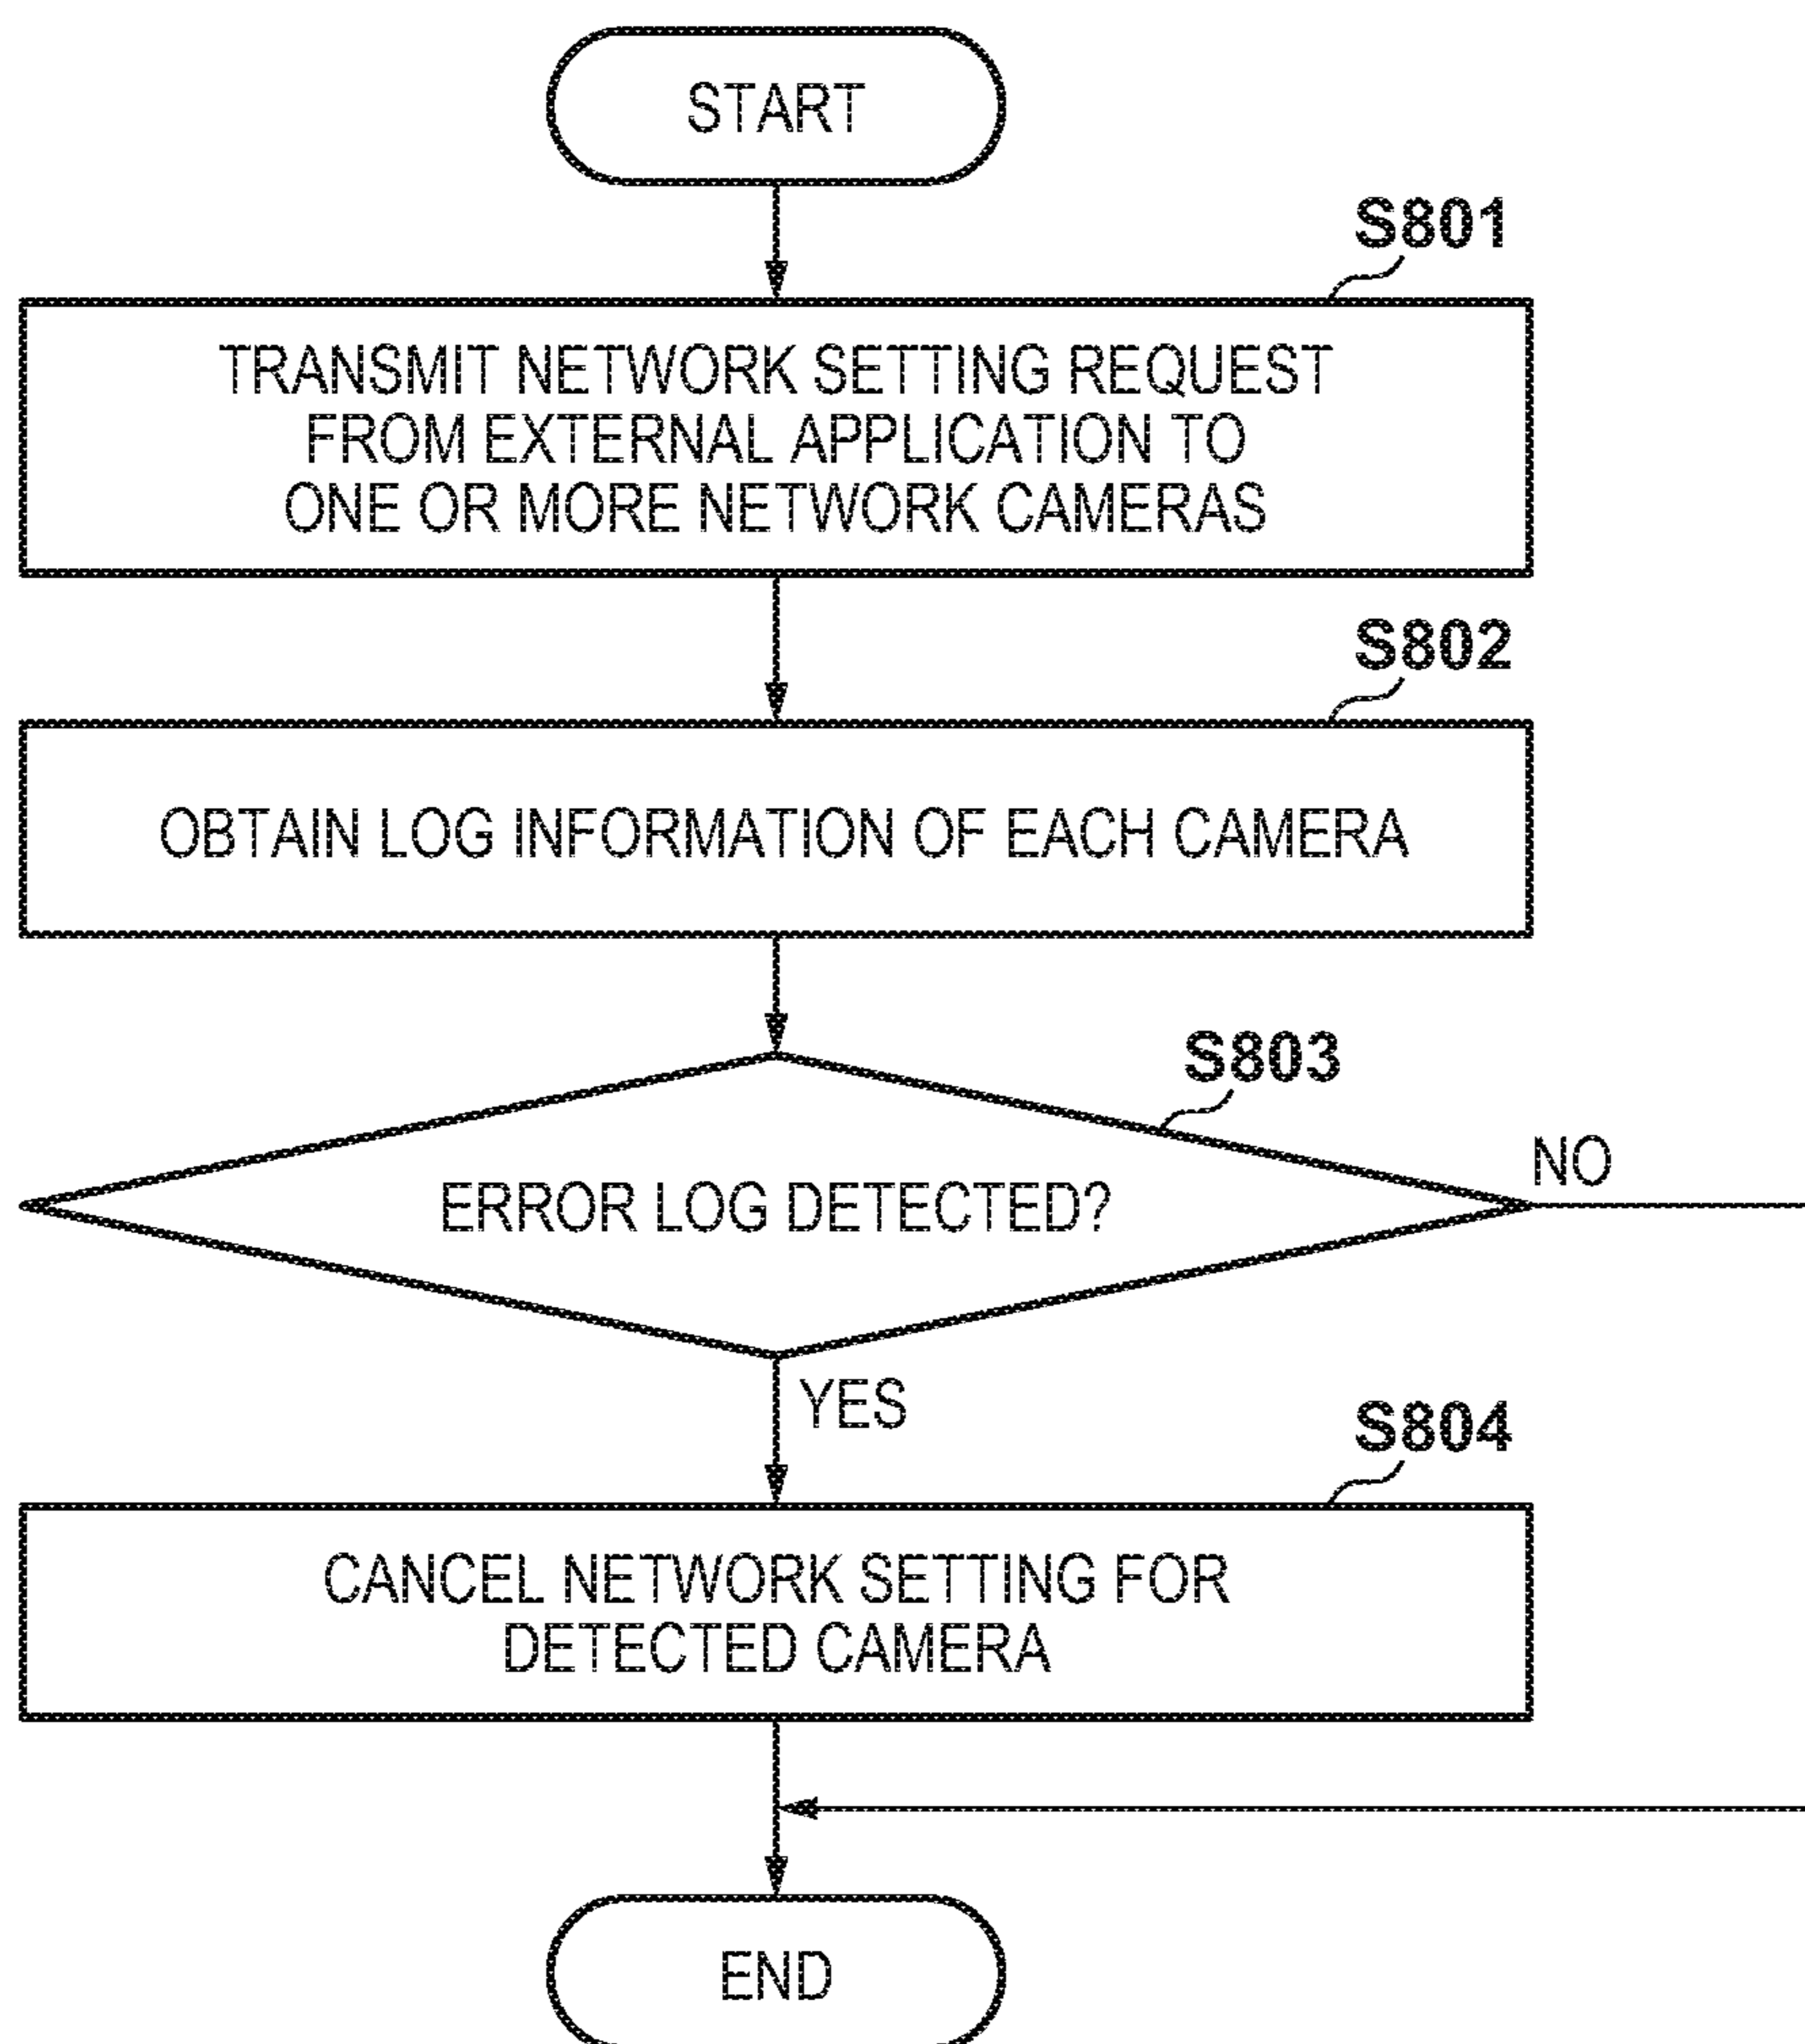 START
S801
TRANSMIT NETWORK SETTING REQUEST
FROM EXTERNAL APPLICATION TO
ONE OR MORE NETWORK CAMERAS
S802
OBTAIN LOG INFORMATION OF EACH CAMERA
S803
ERROR LOG DETECTED?
NO
YES
S804
CANCEL NETWORK SETTING FOR
DETECTED CAMERA
END